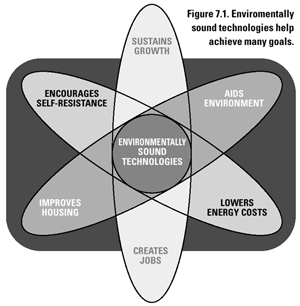 Figure 7.1. Enviromentally
sound technologies help
achieve many goals.
SUSTAINS
GROWTH
ENCOURAGES
SELF-RESISTANCE
AIDS
ENVIRONMENT
ENVIRONMENTALLY
SOUND
TECHNOLOGIES
IMPROVES
HOUSING
LOWERS
ENERGY COSTS
CREATES
JOBS